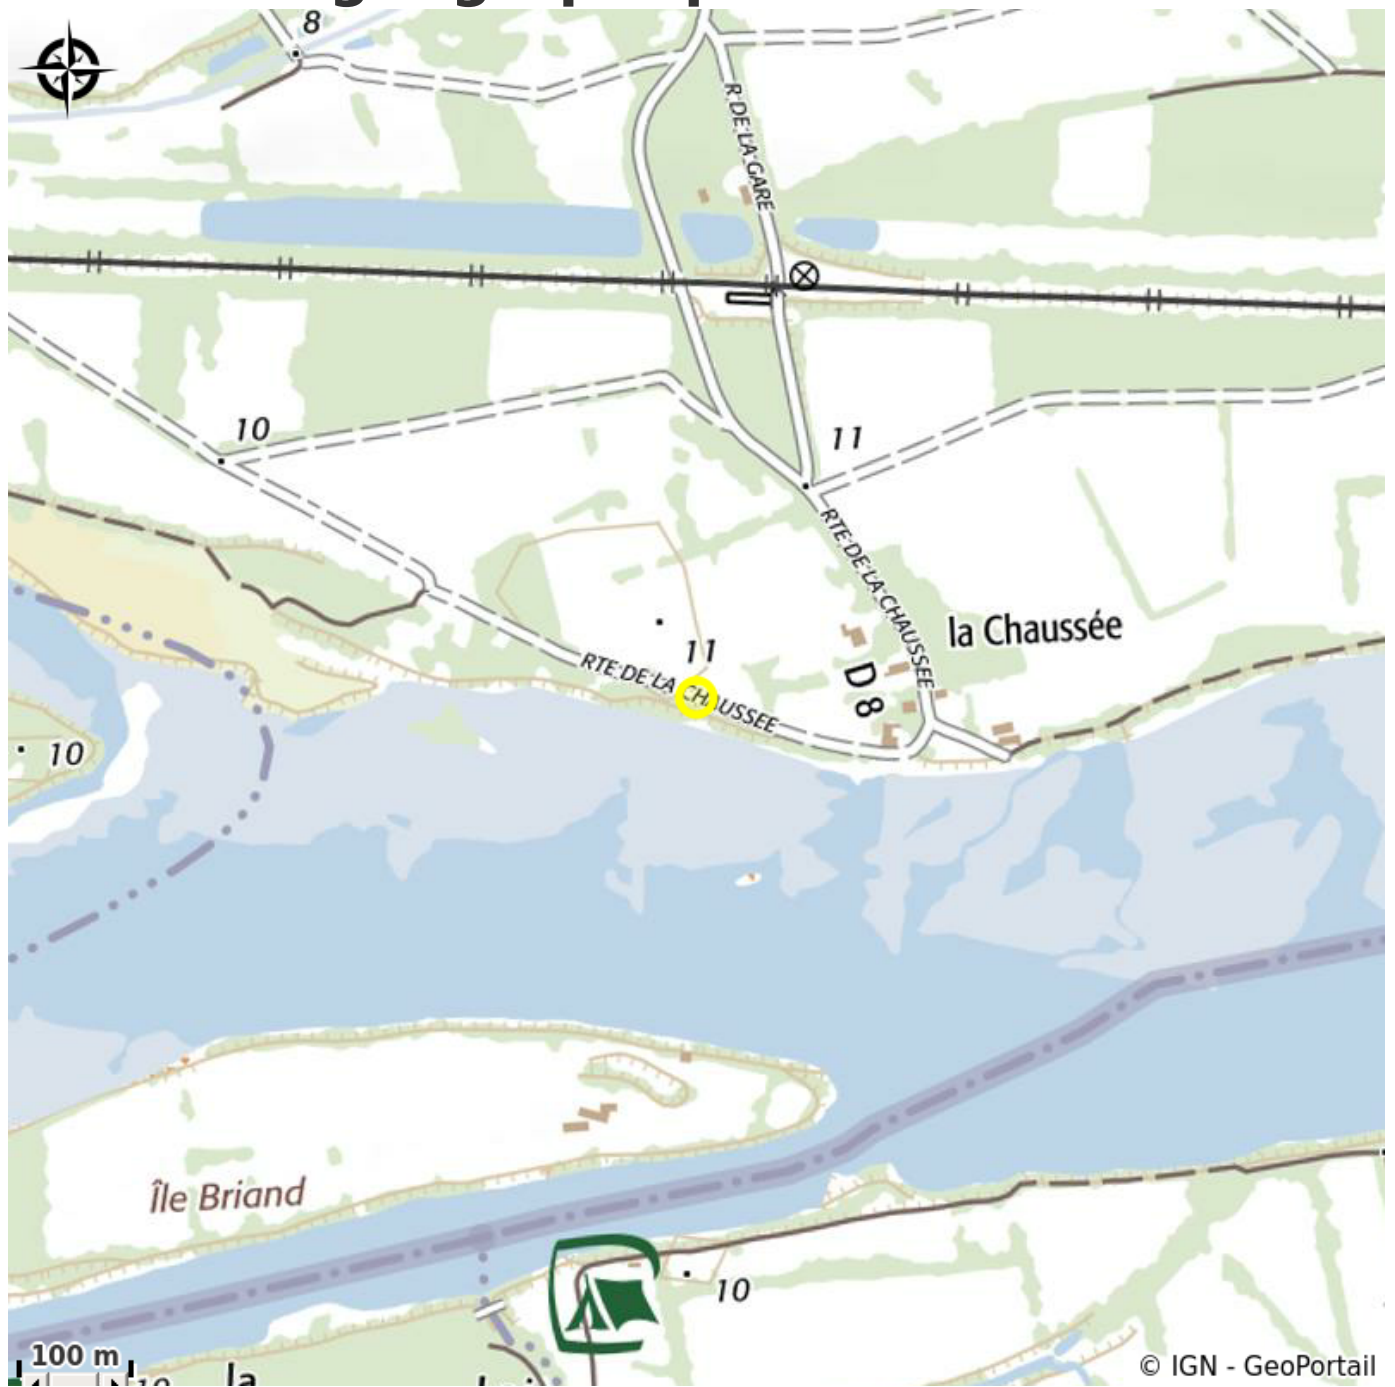 8
R. DE LA GARE
10
11
RTE DE LA CHAUSSEE
la Chaussée
11
RTE DE LA CHAUSSEE
D 8
10
Île Briand
10
100 m
© IGN - GeoPortail
la